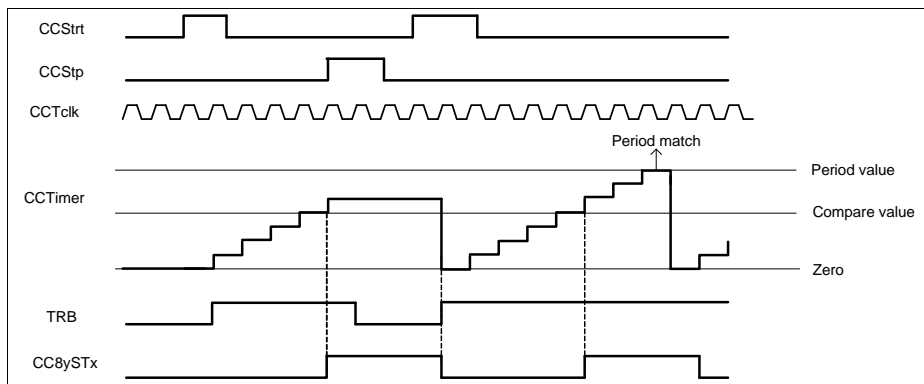 CCStrt
CCStp
CCTclk
Period match
Period value
CCTimer
Compare value
Zero
TRB
CC8ySTx